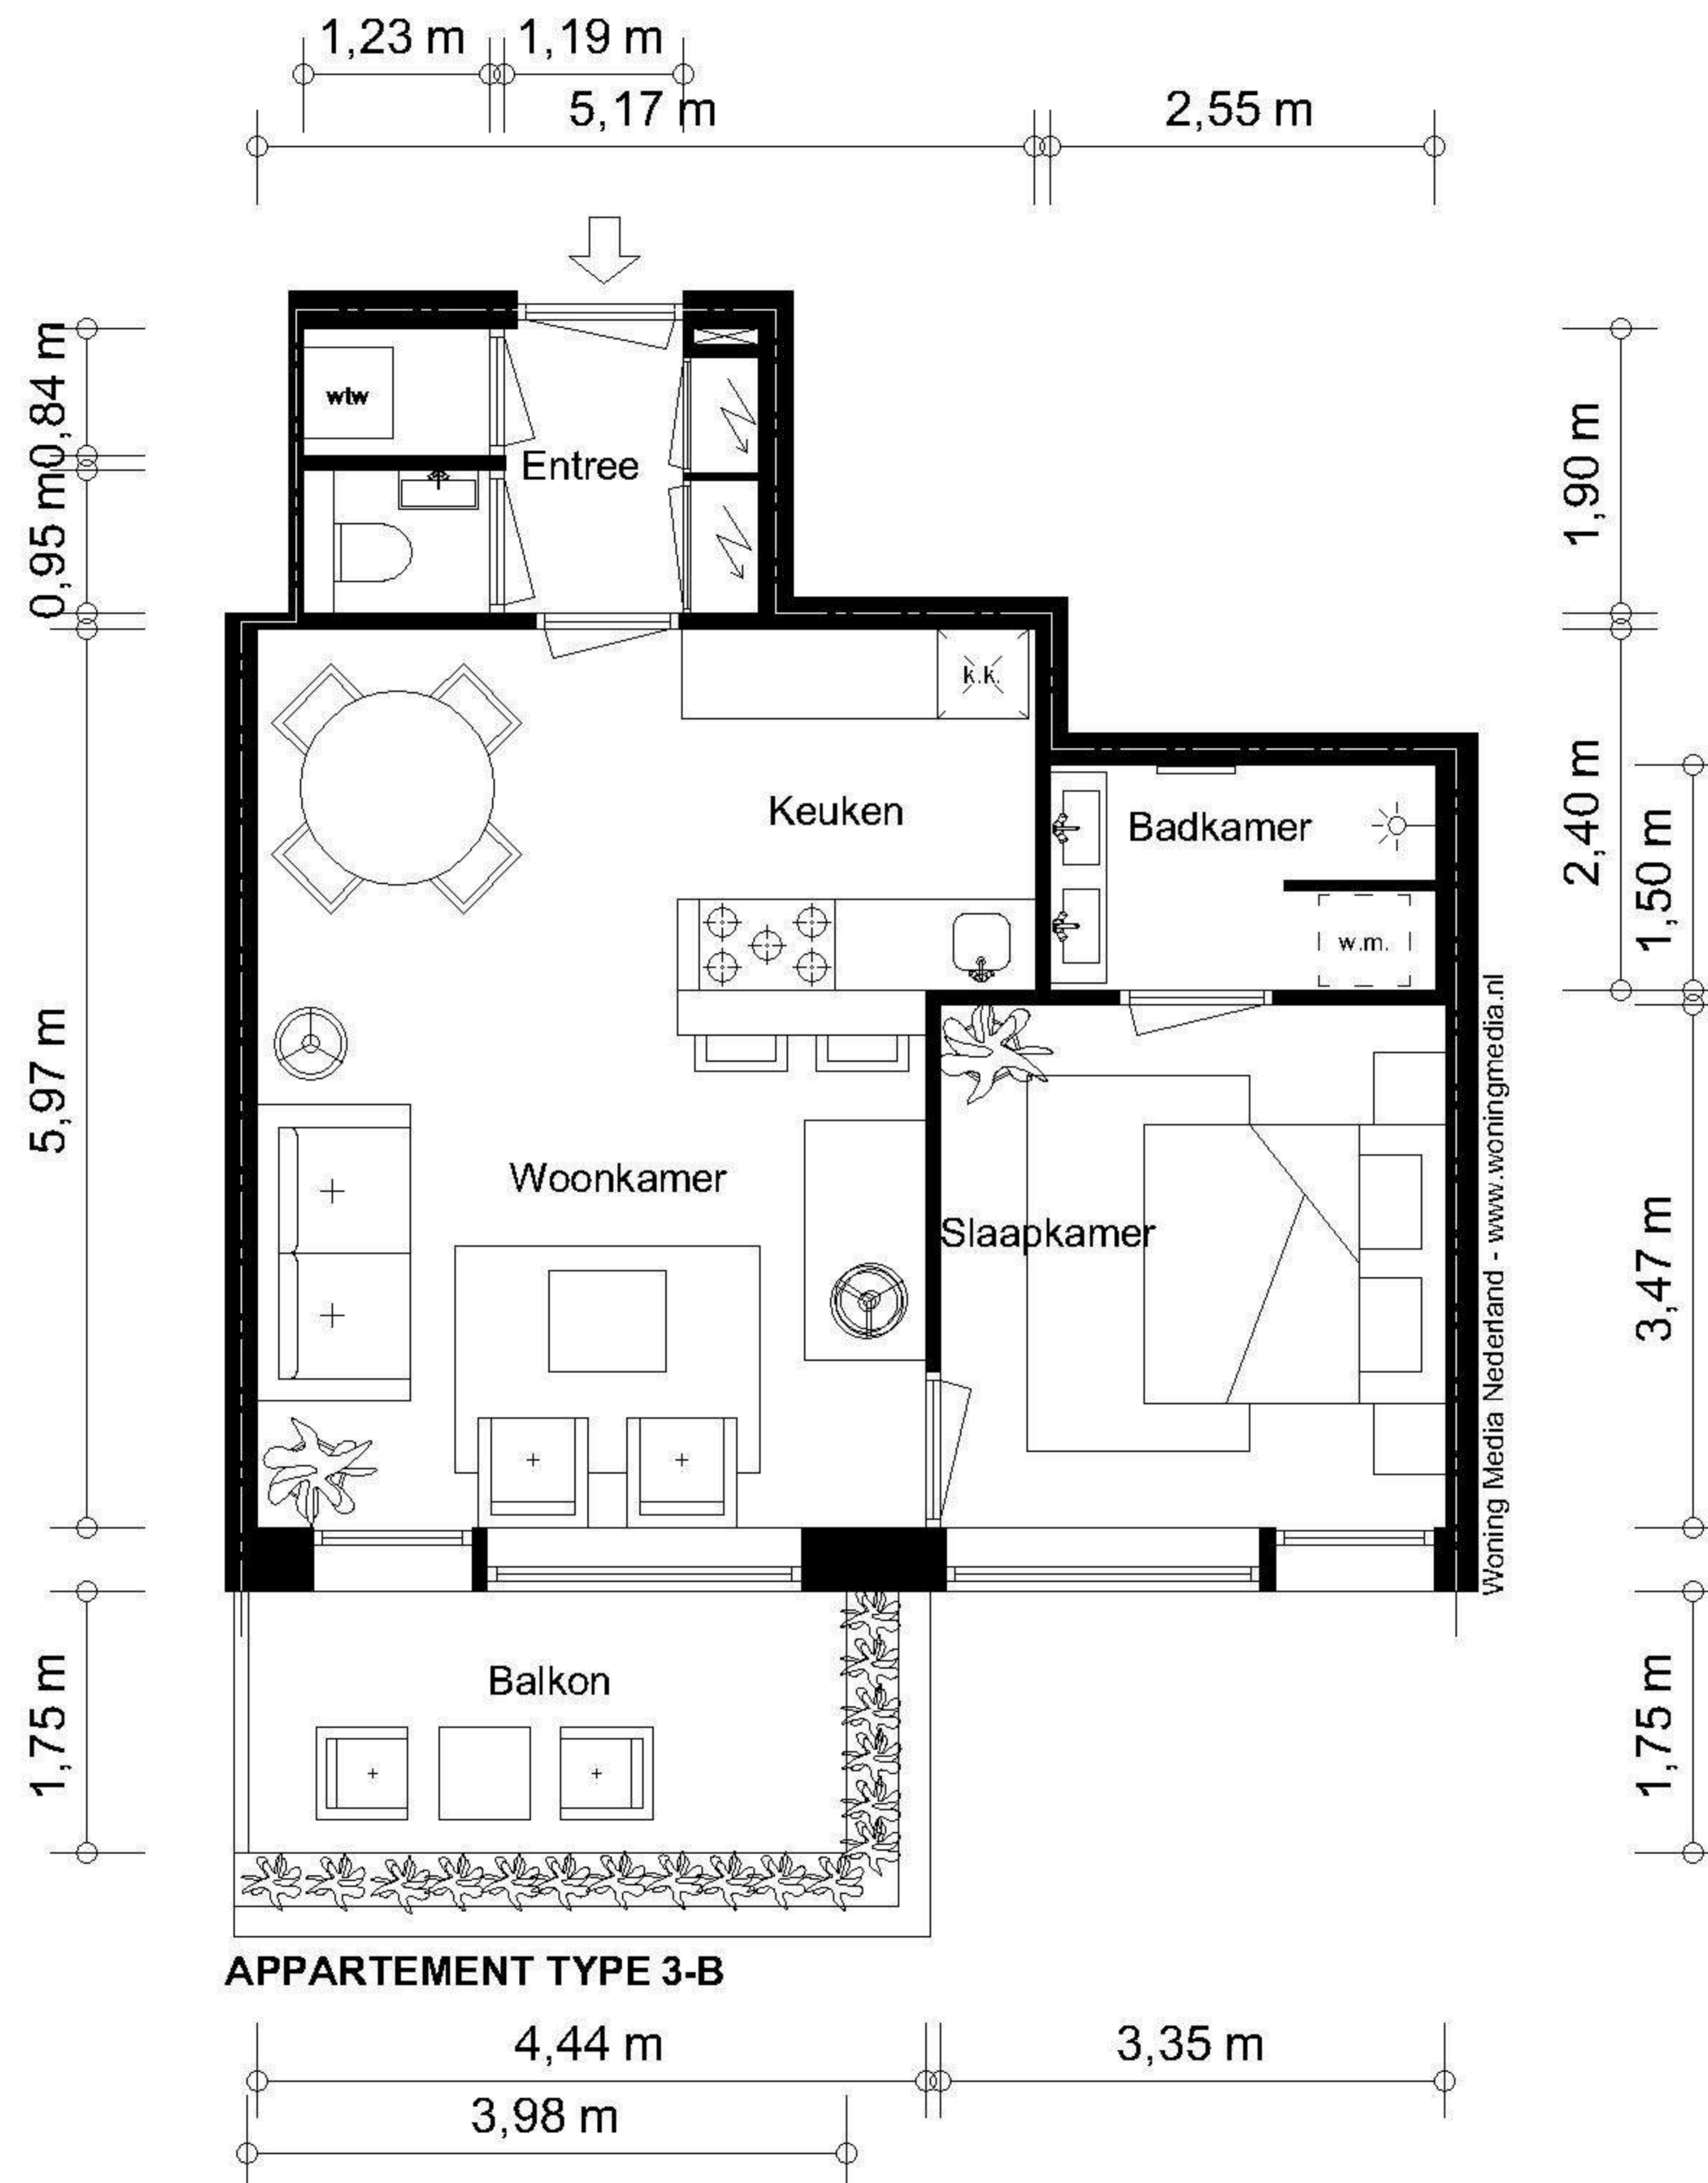 1,23 m
1,19 m
5,17 m
2,55 m
0,84 m
0,95 m
5,97 m
1,75 m
wtw
Entree
k.k.
Keuken
Badkamer
w.m.
Woonkamer
Slaapkamer
Balkon
1,90 m
2,40 m
1,50 m
3,47 m
1,75 m
Woning Media Nederland - www.woningmedia.nl
APPARTEMENT TYPE 3-B
4,44 m
3,35 m
3,98 m